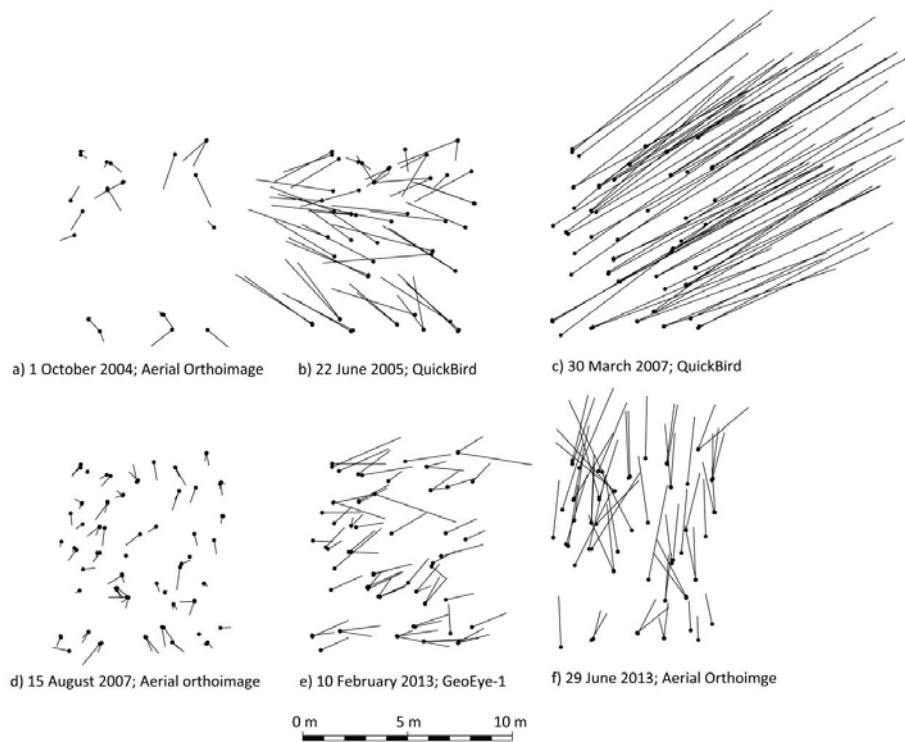 a) 1 October 2004; Aerial Orthoimage
b) 22 June 2005; QuickBird
c) 30 March 2007; QuickBird
d) 15 August 2007; Aerial orthoimage
e) 10 February 2013; GeoEye-1
f) 29 June 2013; Aerial Orthoimge
0 m 5 m 10 m